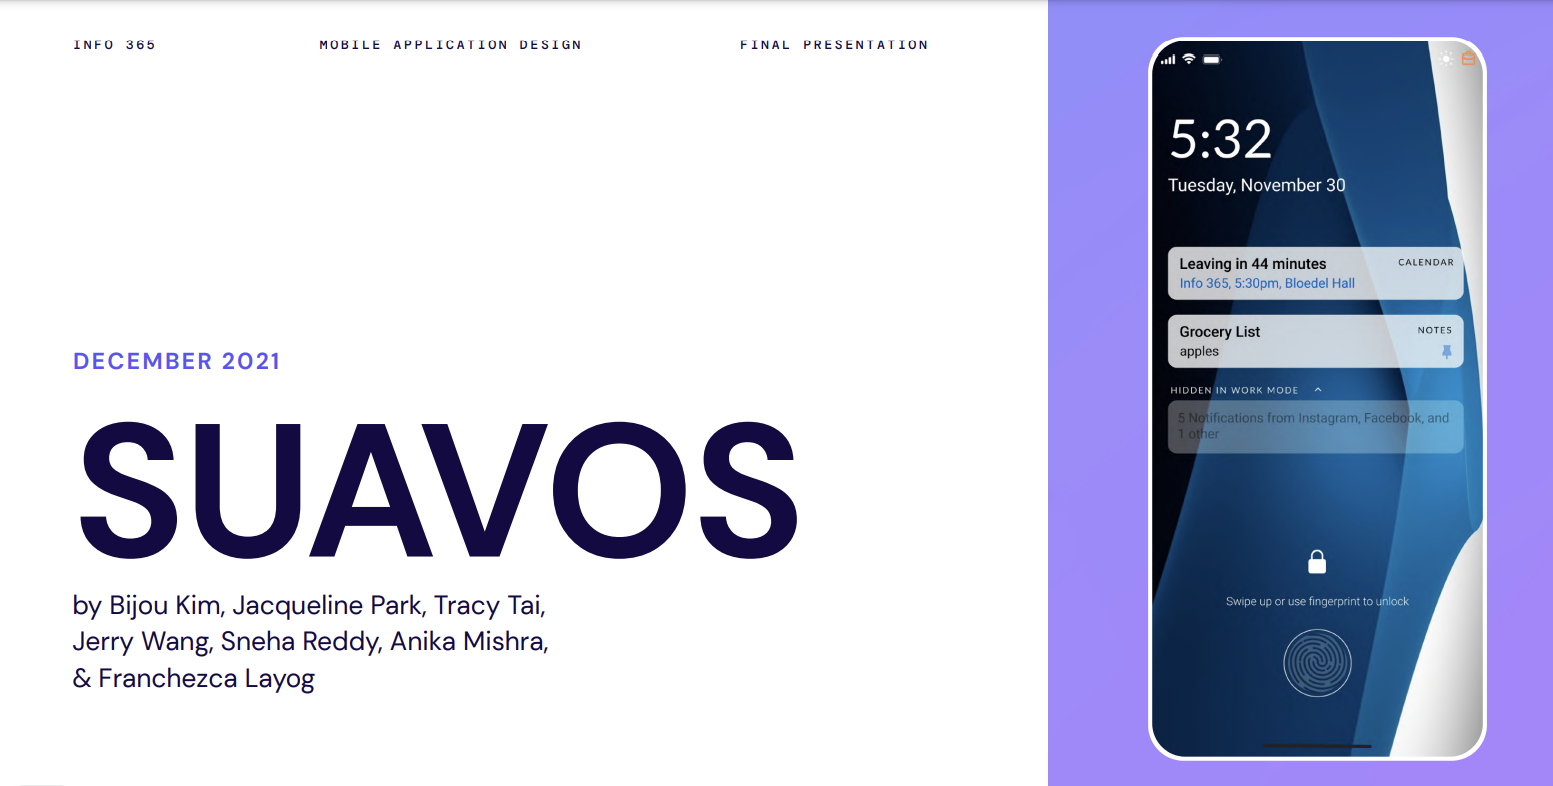 INFO 365
MOBILE APPLICATION DESIGN
FINAL PRESENTATION
DECEMBER 2021
SUAVOS
by Bijou Kim, Jacqueline Park, Tracy Tai,
Jerry Wang, Sneha Reddy, Anika Mishra,
& Franchezca Layog
5:32
Tuesday, November 30
Leaving in 44 minutes
CALENDAR
Info 365, 5:30pm, Bloedel Hall
Grocery List
NOTES
apples
HIDDEN IN WORK MODE
5 Notifications from Instagram, Facebook, and
1 other
Swipe up or use fingerprint to unlock